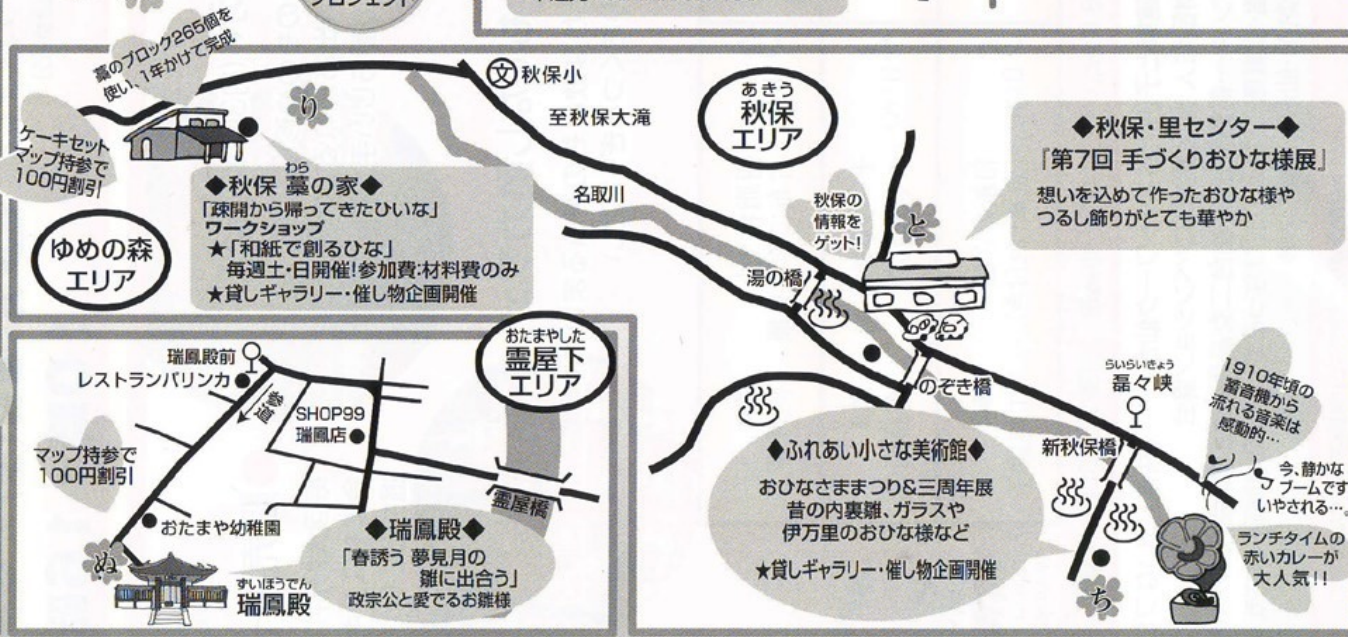 プロジェクト
藁のブロック265個を
使い、1年かけて完成
り
文 秋保小
至秋保大滝
あきう
秋保
エリア
ケーキセット
マップ持参で
100円割引
わら
◆秋保 藁の家◆
「疎開から帰ってきたひいな」
ワークショップ
★「和紙で創るひな」
毎週土・日開催!参加費:材料費のみ
★貸しギャラリー・催し物企画開催
ゆめの森
エリア
名取川
秋保の
情報を
ゲット!
と
湯の橋
のぞき橋
◆秋保・里センター◆
『第7回 手づくりおひな様展』
想いを込めて作ったおひな様や
つるし飾りがとても華やか
らいらいきょう
磊々峡
新秋保橋
1910年頃の
蓄音機から
流れる音楽は
感動的…
今、静かな
ブームです
いやされる…。
ランチタイムの
赤いカレーが
大人気!!
ち
◆ふれあい小さな美術館◆
おひなさままつり&三周年展
昔の内裏雛、ガラスや
伊万里のおひな様など
★貸しギャラリー・催し物企画開催
おたまやした
霊屋下
エリア
瑞鳳殿前
レストランパリンカ
参道
SHOP99
瑞鳳店
マップ持参で
100円割引
霊屋橋
おたまや幼稚園
ぬ
ずいほうでん
瑞鳳殿
◆瑞鳳殿◆
「春誘う 夢見月の
雛に出合う」
政宗公と愛でるお雛様